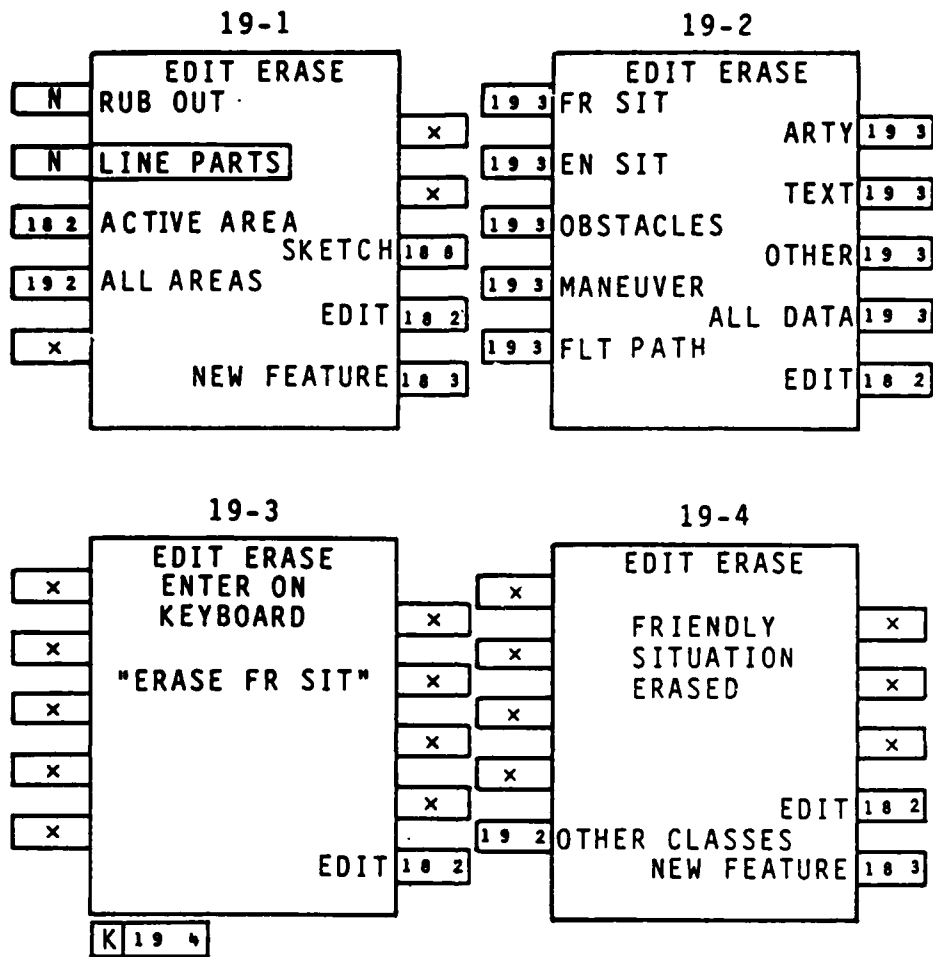 19-1
EDIT ERASE
N RUB OUT
×
N LINE PARTS
×
18 2 ACTIVE AREA
SKETCH 18 8
19 2 ALL AREAS
EDIT 18 2
×
NEW FEATURE 18 3
19-2
EDIT ERASE
19 3 FR SIT
ARTY 19 3
19 3 EN SIT
TEXT 19 3
19 3 OBSTACLES
OTHER 19 3
19 3 MANEUVER
ALL DATA 19 3
19 3 FLT PATH
EDIT 18 2
19-3
EDIT ERASE
× ENTER ON
KEYBOARD ×
×
"ERASE FR SIT" ×
×
×
×
×
×
EDIT 18 2
K 19 4
19-4
EDIT ERASE
×
FRIENDLY ×
× SITUATION
ERASED ×
×
×
×
EDIT 18 2
19 2 OTHER CLASSES
NEW FEATURE 18 3